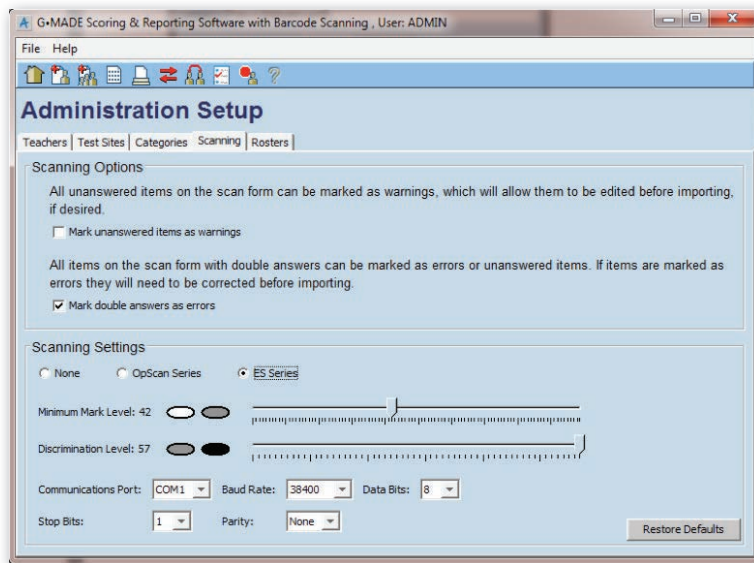 G•MADE Scoring & Reporting Software with Barcode Scanning , User: ADMIN
File Help
Administration Setup
Teachers Test Sites Categories Scanning Rosters
Scanning Options
All unanswered items on the scan form can be marked as warnings, which will allow them to be edited before importing,
if desired.
Mark unanswered items as warnings
All items on the scan form with double answers can be marked as errors or unanswered items. If items are marked as
errors they will need to be corrected before importing.
Mark double answers as errors
Scanning Settings
None OpScan Series ES Series
Minimum Mark Level: 42
Discrimination Level: 57
Communications Port: COM1 Baud Rate: 38400 Data Bits: 8
Stop Bits: 1 Parity: None
Restore Defaults